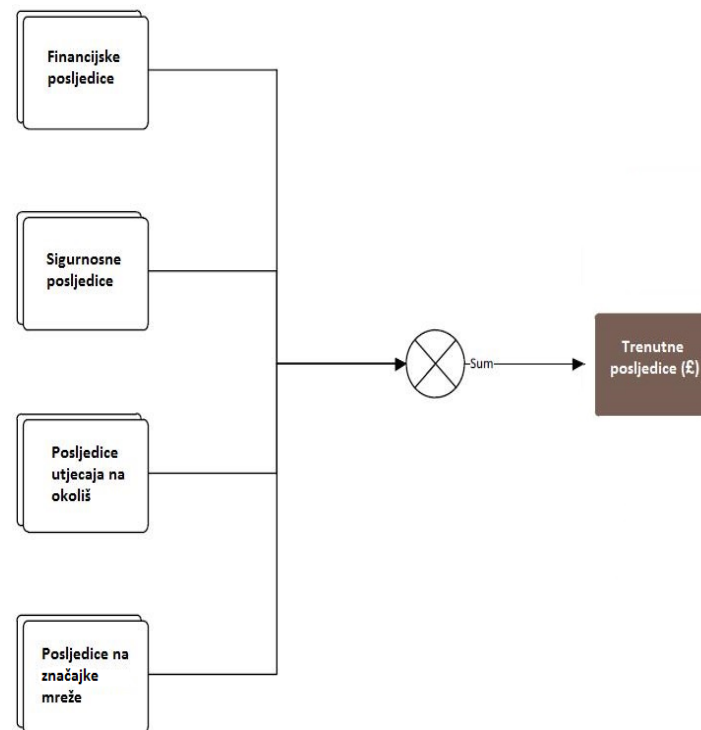 Financijske
posljedice
Sigurnosne
posljedice
Sum
Trenutne
posljedice (£)
Posljedice
utjecaja na
okoliš
Posljedice na
značajke
mreže